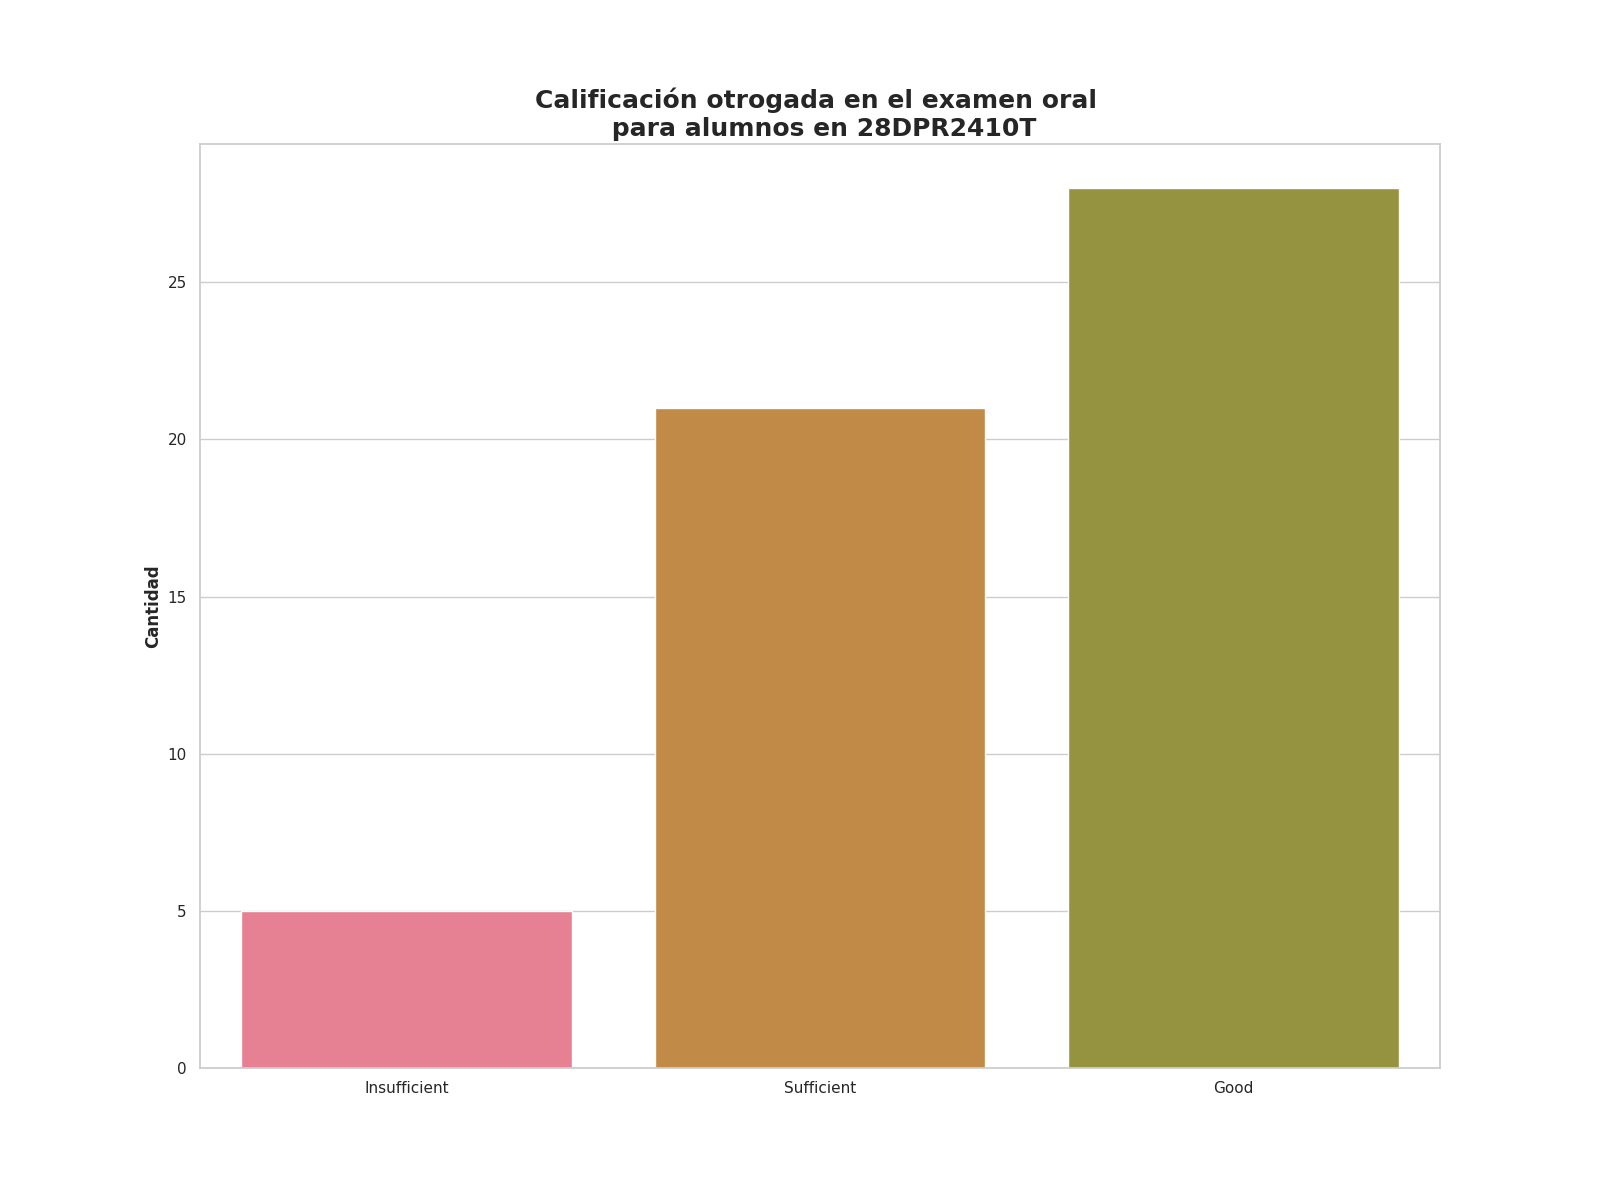 Calificación otrogada en el examen oral
para alumnos en 28DPR2410T
25
20
15
10
5
0
Cantidad
Insufficient
Sufficient
Good